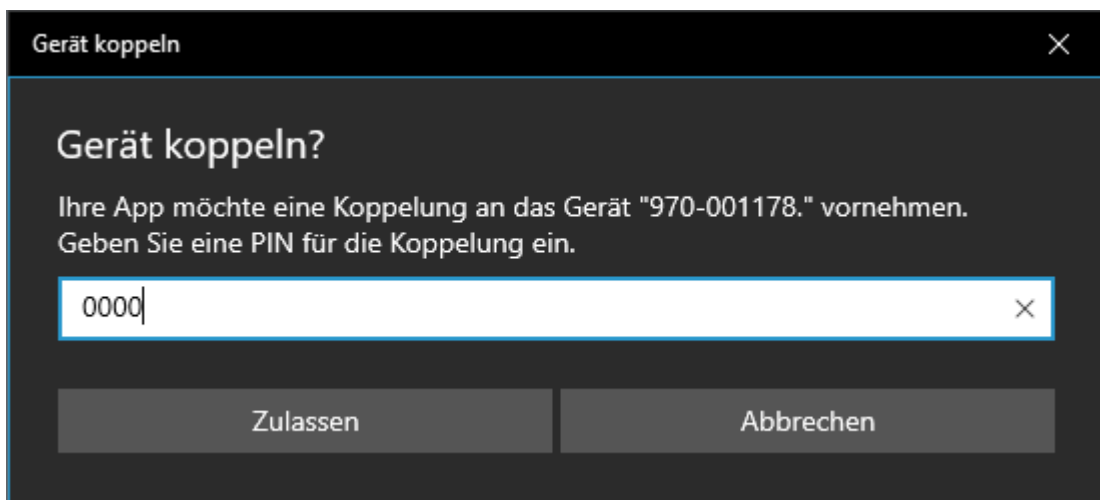 Gerät koppeln
Gerät koppeln?
Ihre App möchte eine Koppelung an das Gerät "970-001178." vornehmen.
Geben Sie eine PIN für die Koppelung ein.
0000
Zulassen
Abbrechen